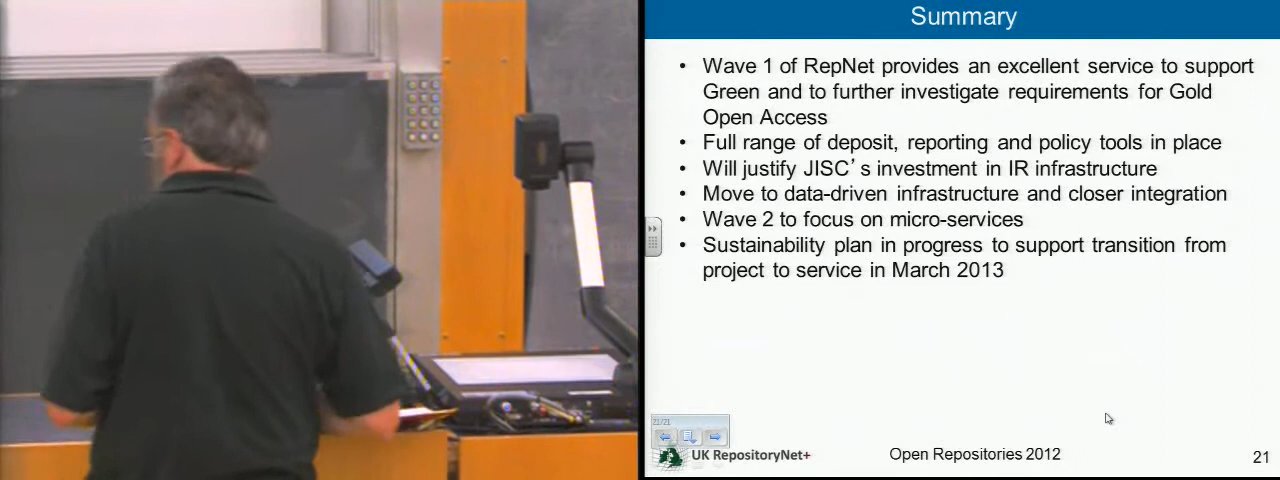 Summary
• Wave 1 of RepNet provides an excellent service to support
Green and to further investigate requirements for Gold
Open Access
• Full range of deposit, reporting and policy tools in place
• Will justify JISC's investment in IR infrastructure
• Move to data-driven infrastructure and closer integration
• Wave 2 to focus on micro-services
• Sustainability plan in progress to support transition from
project to service in March 2013
21/21
UK RepositoryNet+
Open Repositories 2012
21